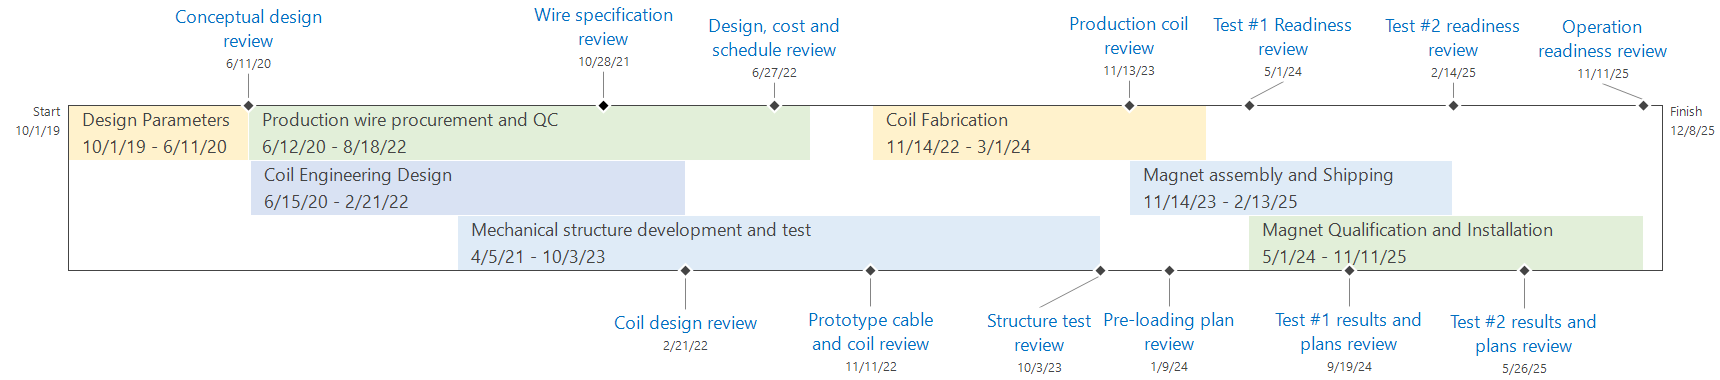 Conceptual design
review
6/11/20
Wire specification
review
10/28/21
Design, cost and
schedule review
6/27/22
Production coil
review
11/13/23
Test #1 Readiness
review
5/1/24
Test #2 readiness
review
2/14/25
Operation
readiness review
11/11/25
Start
10/1/19
Design Parameters
10/1/19 - 6/11/20
Production wire procurement and QC
6/12/20 - 8/18/22
Coil Fabrication
11/14/22 - 3/1/24
Finish
12/8/25
Coil Engineering Design
6/15/20 - 2/21/22
Magnet assembly and Shipping
11/14/23 - 2/13/25
Mechanical structure development and test
4/5/21 - 10/3/23
Magnet Qualification and Installation
5/1/24 - 11/11/25
Coil design review
2/21/22
Prototype cable
and coil review
11/11/22
Structure test
review
10/3/23
Pre-loading plan
review
1/9/24
Test #1 results and
plans review
9/19/24
Test #2 results and
plans review
5/26/25